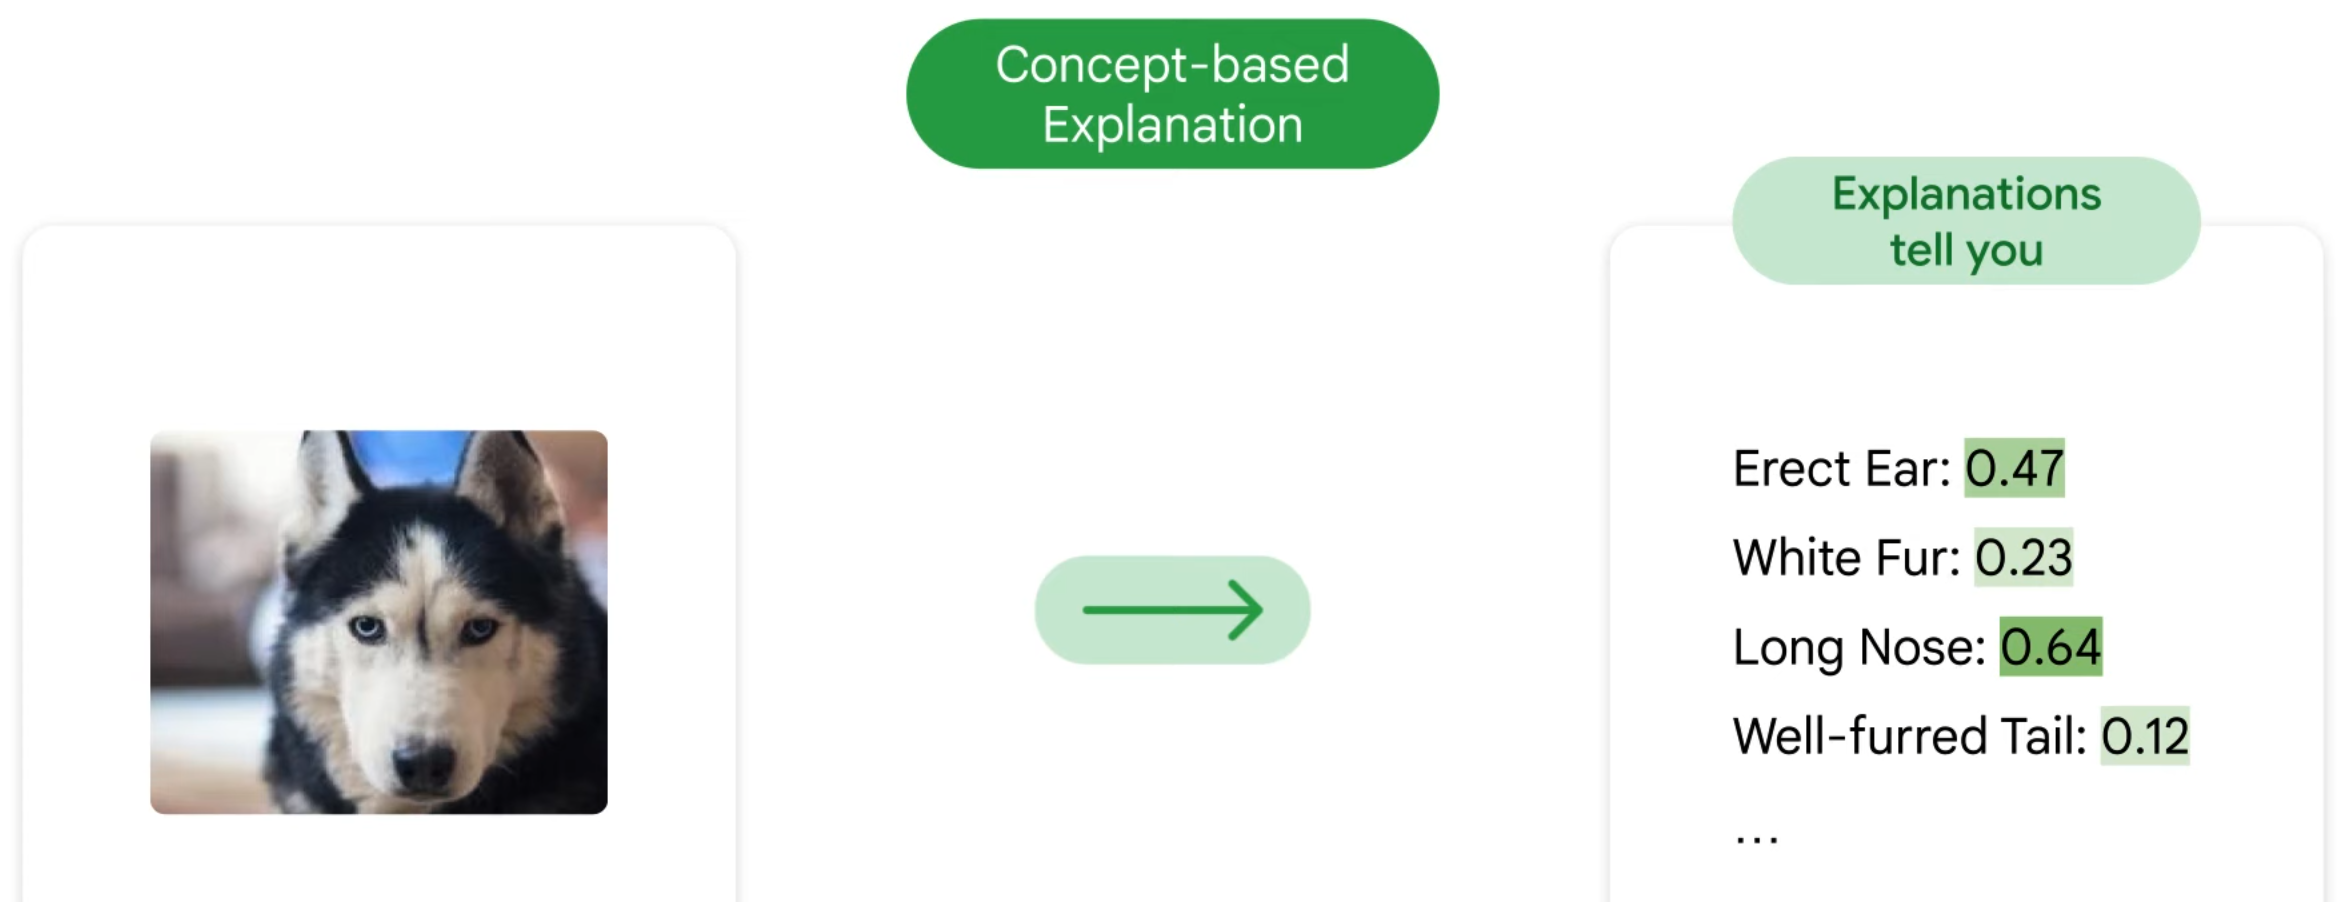 Concept-based
Explanation
Explanations
tell you
Erect Ear: 0.47
White Fur: 0.23
Long Nose: 0.64
Well-furred Tail: 0.12
...